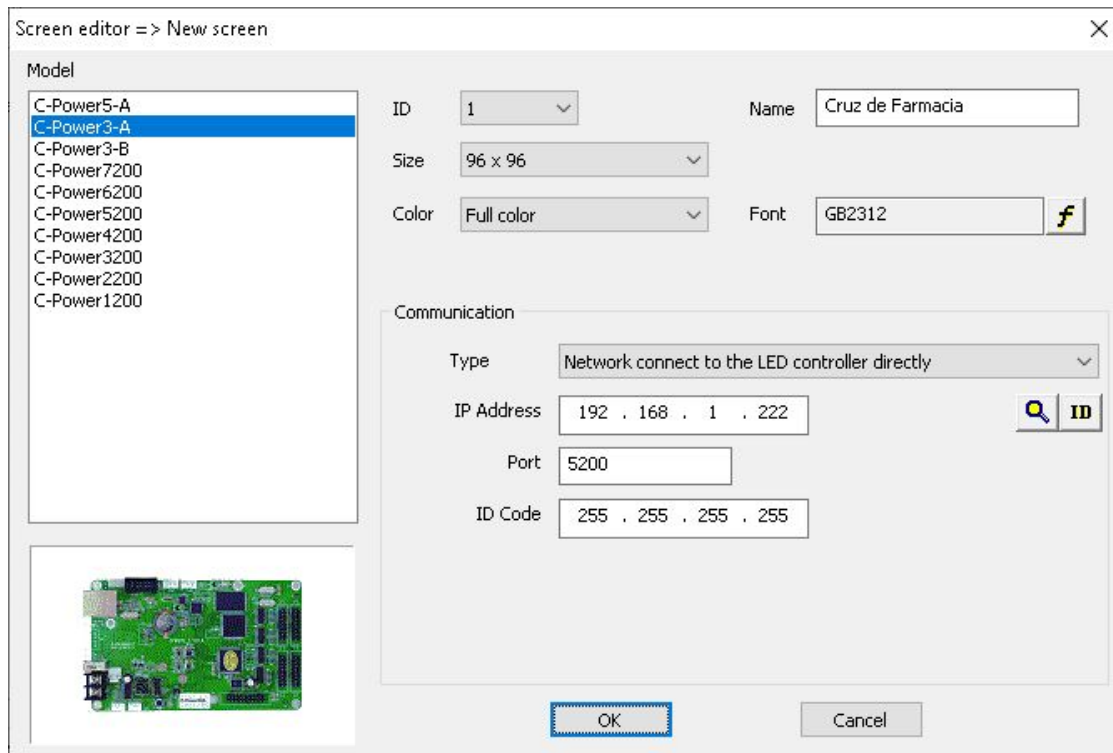 Screen editor => New screen
Model
C-Power5-A
C-Power3-A
C-Power3-B
C-Power7200
C-Power6200
C-Power5200
C-Power4200
C-Power3200
C-Power2200
C-Power1200
ID 1 Name Cruz de Farmacia
Size 96 x 96
Color Full color Font GB2312 f
Communication
Type Network connect to the LED controller directly
IP Address 192 . 168 . 1 . 222 ID
Port 5200
ID Code 255 . 255 . 255 . 255
OK Cancel